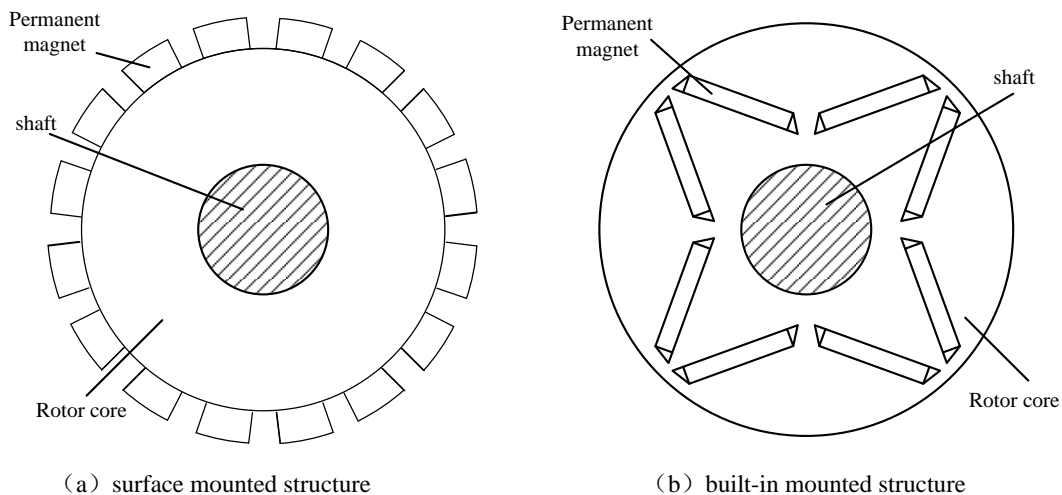 Permanent
magnet
shaft
Rotor core
（a）surface mounted structure
Permanent
magnet
shaft
Rotor core
（b）built-in mounted structure